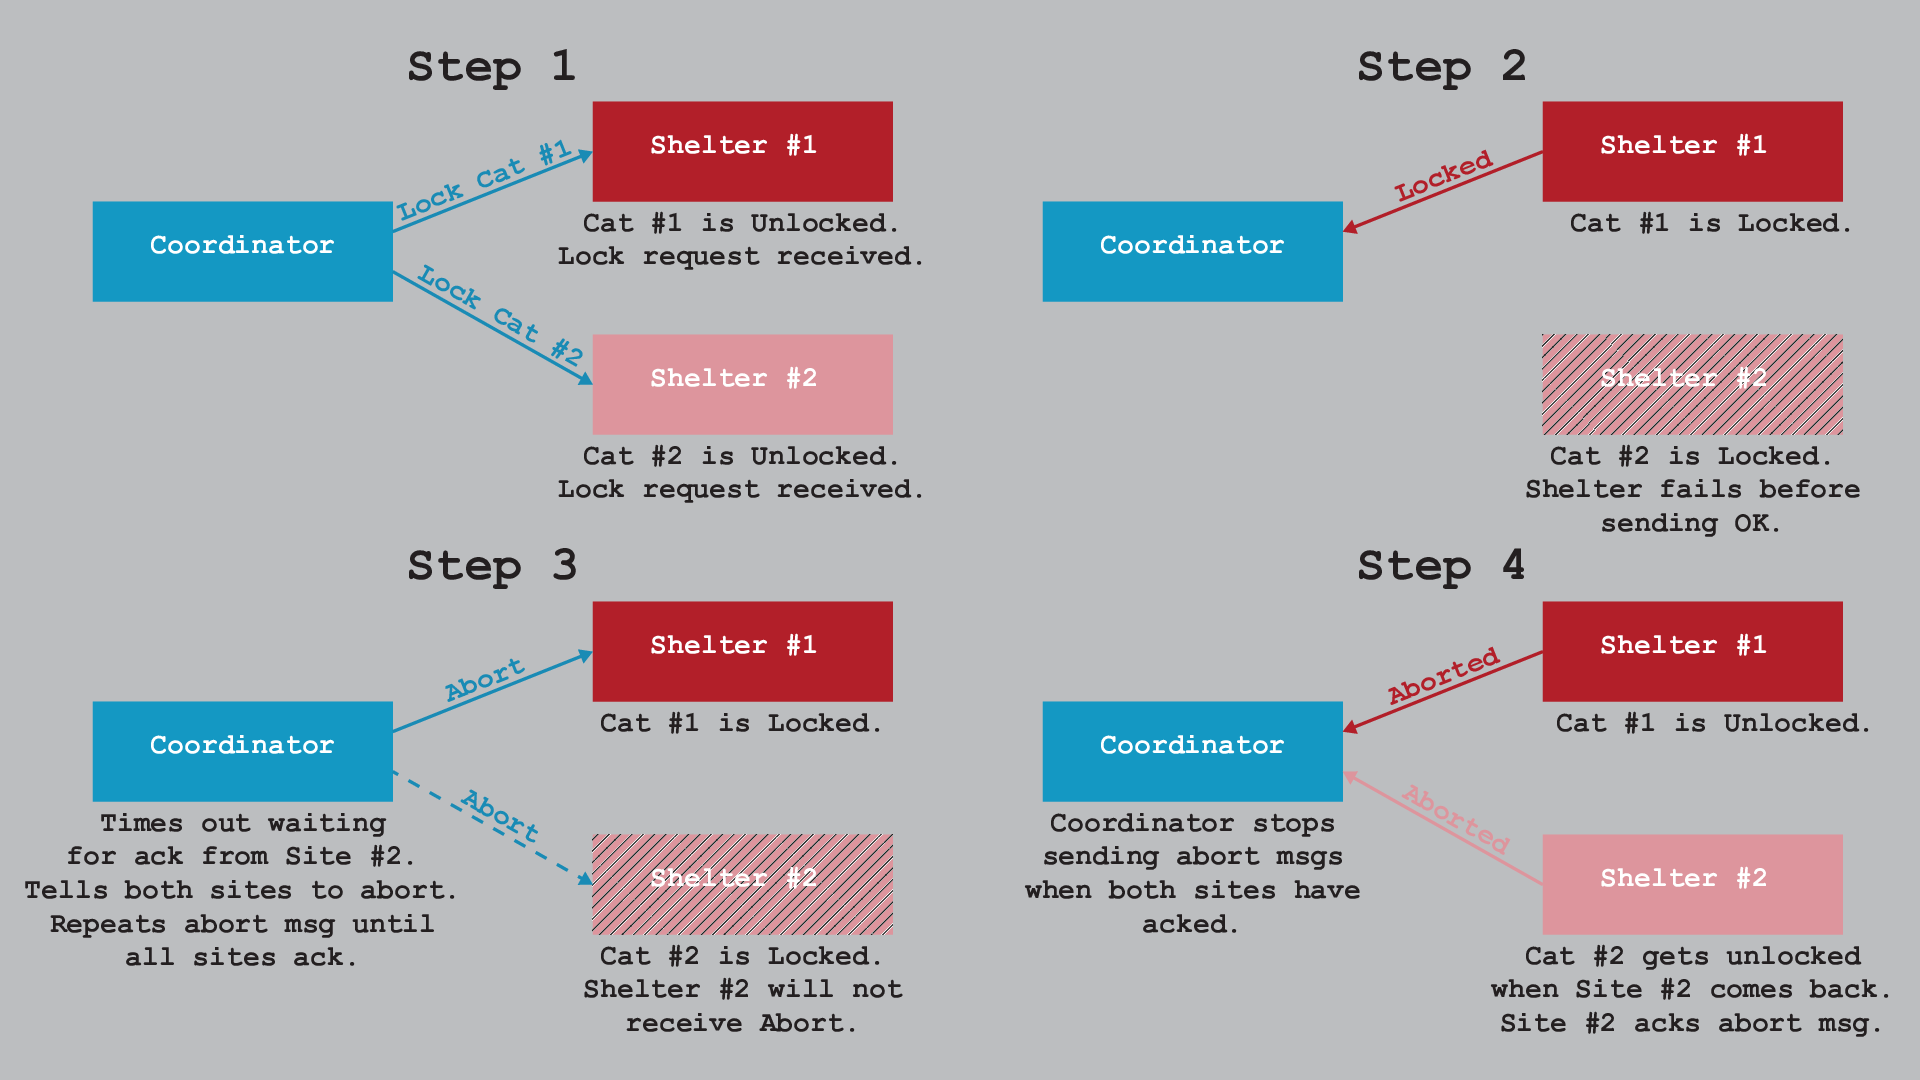 Step 1
Coordinator
Lock Cat #1
Lock Cat #2
Shelter #1
Cat #1 is Unlocked.
Lock request received.
Shelter #2
Cat #2 is Unlocked.
Lock request received.
Step 2
Coordinator
Locked
Shelter #1
Cat #1 is Locked.
Shelter #2
Cat #2 is Locked.
Shelter fails before
sending OK.
Step 3
Coordinator
Times out waiting
for ack from Site #2.
Tells both sites to abort.
Repeats abort msg until
all sites ack.
Abort
Abort
Shelter #1
Cat #1 is Locked.
Shelter #2
Cat #2 is Locked.
Shelter #2 will not
receive Abort.
Step 4
Coordinator
Coordinator stops
sending abort msgs
when both sites have
acked.
Aborted
Aborted
Shelter #1
Cat #1 is Unlocked.
Shelter #2
Cat #2 gets unlocked
when Site #2 comes back.
Site #2 acks abort msg.